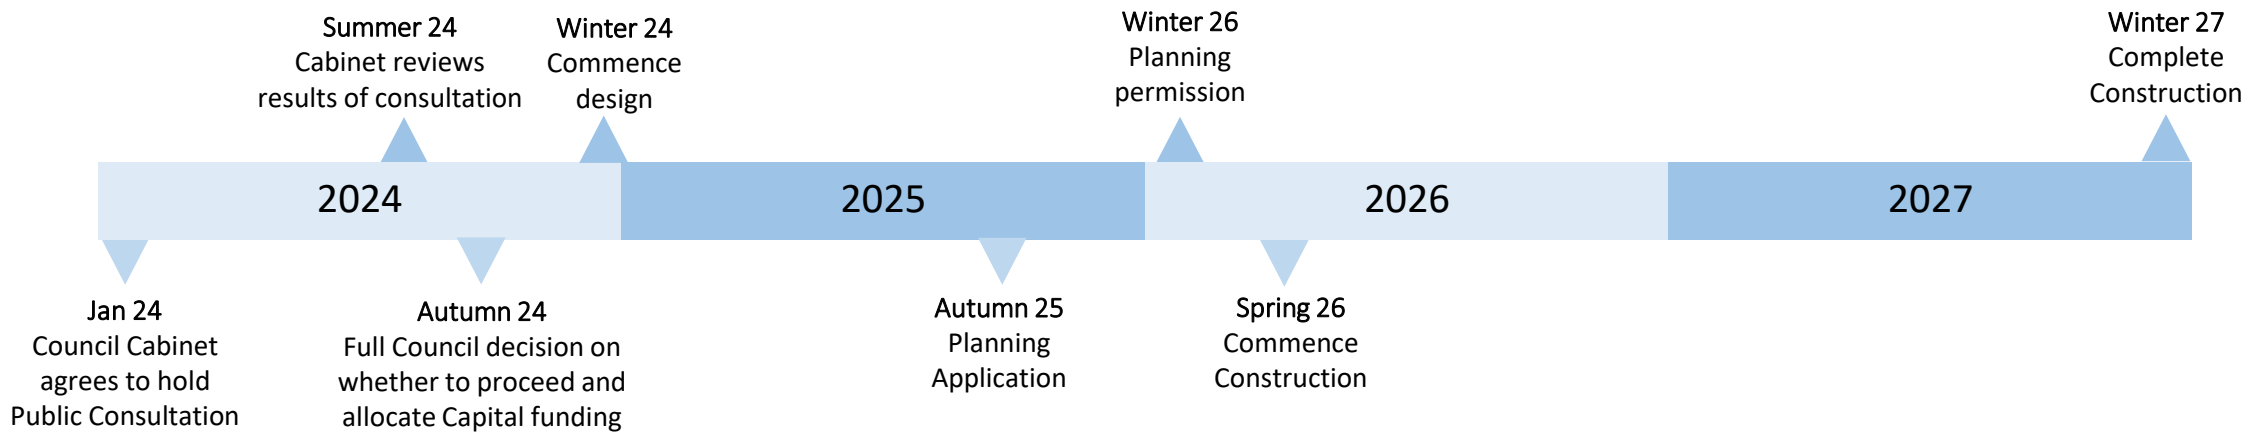 Summer 24
Cabinet reviews
results of consultation
Winter 24
Commence
design
Winter 26
Planning
permission
Winter 27
Complete
Construction
2024
2025
2026
2027
Jan 24
Council Cabinet
agrees to hold
Public Consultation
Autumn 24
Full Council decision on
whether to proceed and
allocate Capital funding
Autumn 25
Planning
Application
Spring 26
Commence
Construction